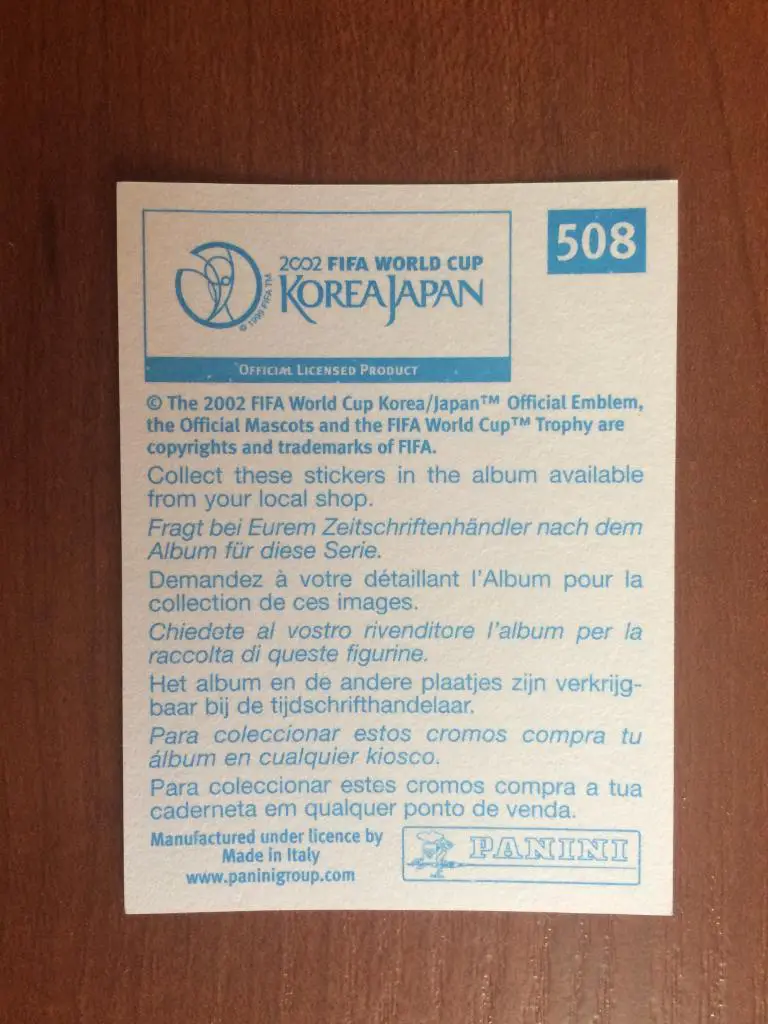 508
2002 FIFA WORLD CUP
KOREAJAPAN
© 1999 FIFA TM
OFFICIAL LICENSED PRODUCT
© The 2002 FIFA World Cup Korea/Japan™ Official Emblem,
the Official Mascots and the FIFA World Cup™ Trophy are
copyrights and trademarks of FIFA.
Collect these stickers in the album available
from your local shop.
Fragt bei Eurem Zeitschriftenhändler nach dem
Album für diese Serie.
Demandez à votre détaillant l'Album pour la
collection de ces images.
Chiedete al vostro rivenditore l'album per la
raccolta di queste figurine.
Het album en de andere plaatjes zijn verkrijg-
baar bij de tijdschrifthandelaar.
Para coleccionar estos cromos compra tu
álbum en cualquier kiosco.
Para coleccionar estes cromos compra a tua
caderneta em qualquer ponto de venda.
Manufactured under licence by
Made in Italy
www.paninigroup.com
PANINI